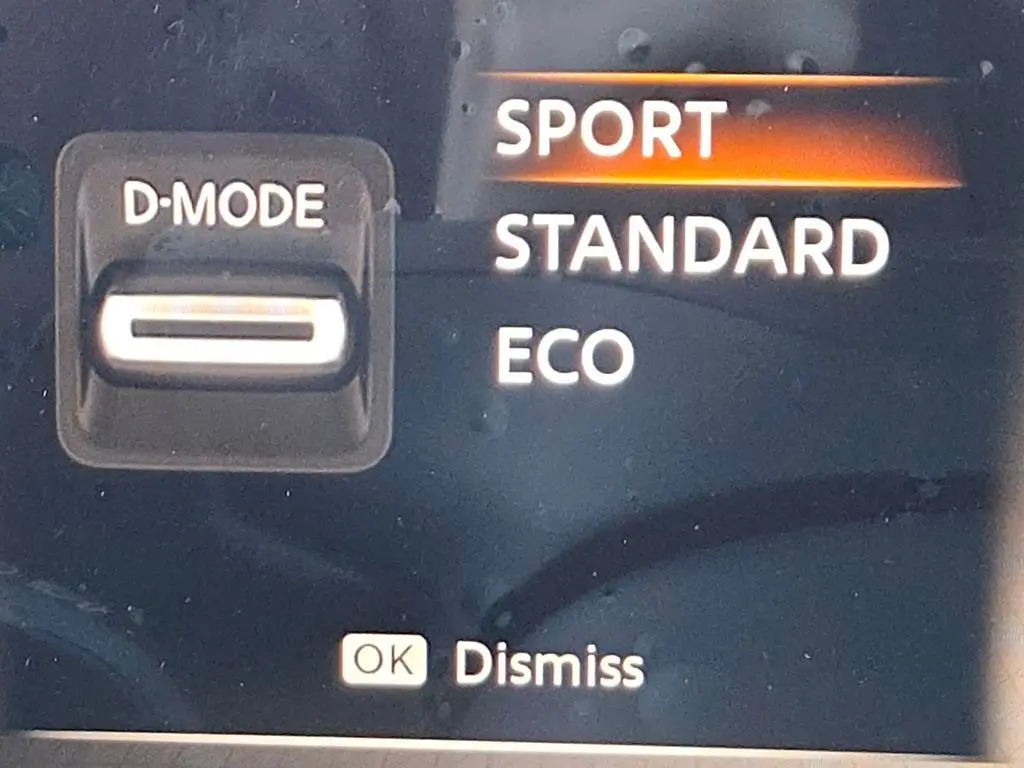 D-MODE
SPORT
STANDARD
ECO
OK Dismiss